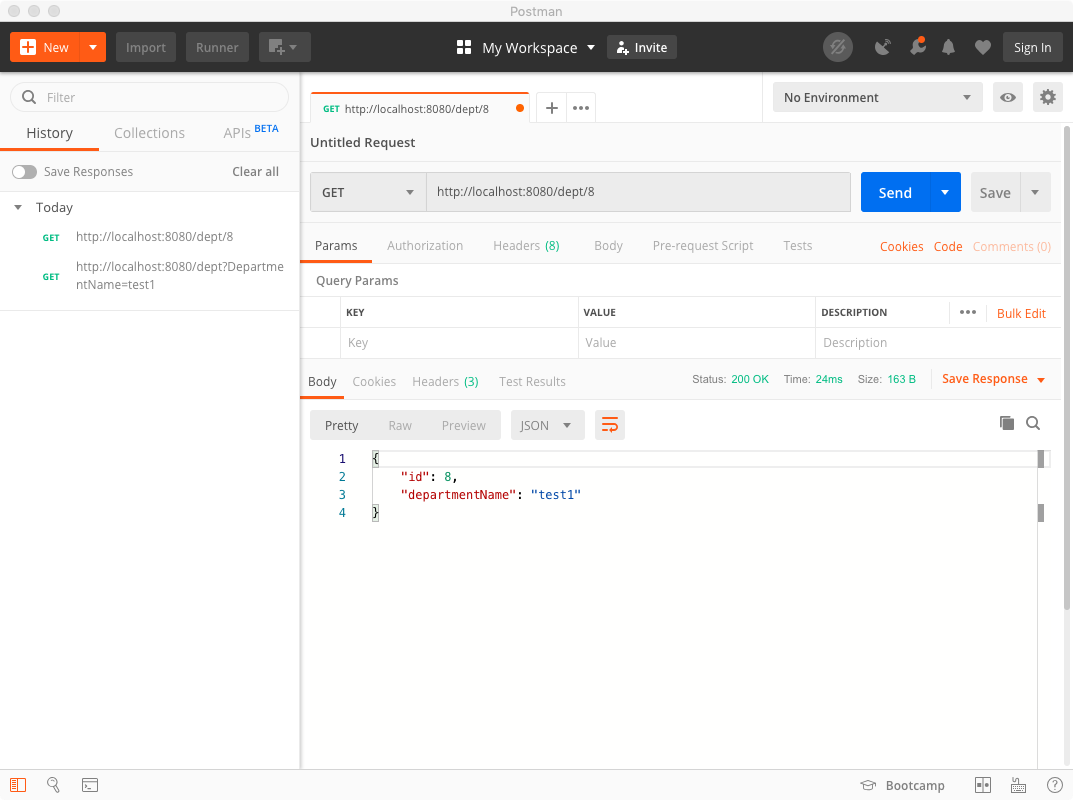 Postman
New
Import
Runner
My Workspace
Invite
Sign In
Filter
History
Collections
APIs BETA
Save Responses
Clear all
Today
GET http://localhost:8080/dept/8
GET http://localhost:8080/dept?Departme
ntName=test1
GET http://localhost:8080/dept/8
No Environment
Untitled Request
GET
http://localhost:8080/dept/8
Send
Save
Params
Authorization
Headers (8)
Body
Pre-request Script
Tests
Cookies
Code
Comments (0)
Query Params
KEY
VALUE
DESCRIPTION
Bulk Edit
Key
Value
Description
Body
Cookies
Headers (3)
Test Results
Status: 200 OK
Time: 24ms
Size: 163 B
Save Response
Pretty
Raw
Preview
JSON
1 {
2 "id": 8,
3 "departmentName": "test1"
4 }
Bootcamp